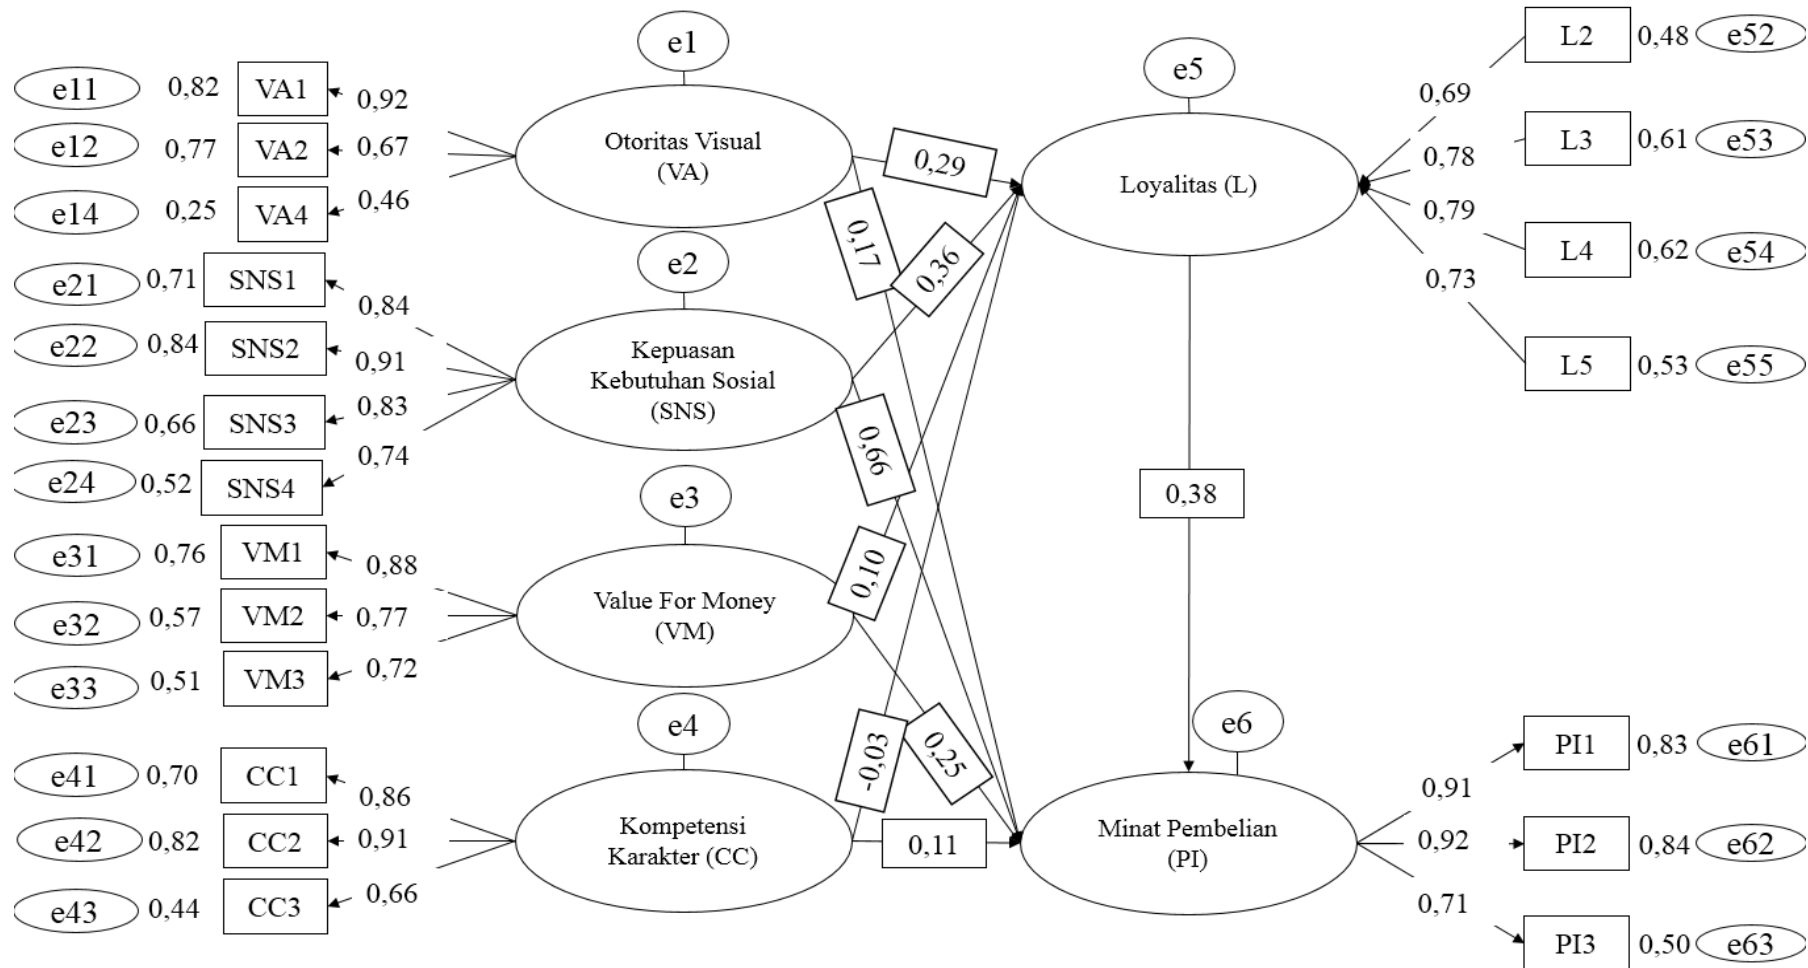 e1
e11 0,82 VA1 0,92
e12 0,77 VA2 0,67
e14 0,25 VA4 0,46
Otoritas Visual
(VA)
e2
e21 0,71 SNS1 0,84
e22 0,84 SNS2 0,91
e23 0,66 SNS3 0,83
e24 0,52 SNS4 0,74
Kepuasan
Kebutuhan Sosial
(SNS)
e3
e31 0,76 VM1 0,88
e32 0,57 VM2 0,77
e33 0,51 VM3 0,72
Value For Money
(VM)
e4
e41 0,70 CC1 0,86
e42 0,82 CC2 0,91
e43 0,44 CC3 0,66
Kompetensi
Karakter (CC)
0,29
0,17
0,36
0,66
0,10
0,25
-0,03
0,11
e5
Loyalitas (L)
0,69 L2 0,48 e52
0,78 L3 0,61 e53
0,79 L4 0,62 e54
0,73 L5 0,53 e55
0,38
e6
Minat Pembelian
(PI)
0,91 PI1 0,83 e61
0,92 PI2 0,84 e62
0,71 PI3 0,50 e63